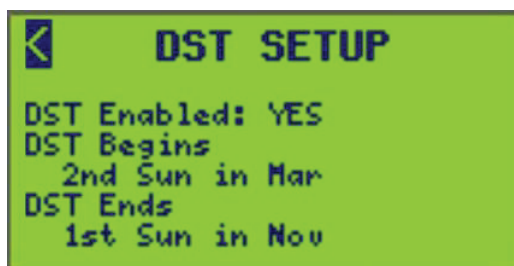 < DST SETUP
DST Enabled: YES
DST Begins
2nd Sun in Mar
DST Ends
1st Sun in Nov